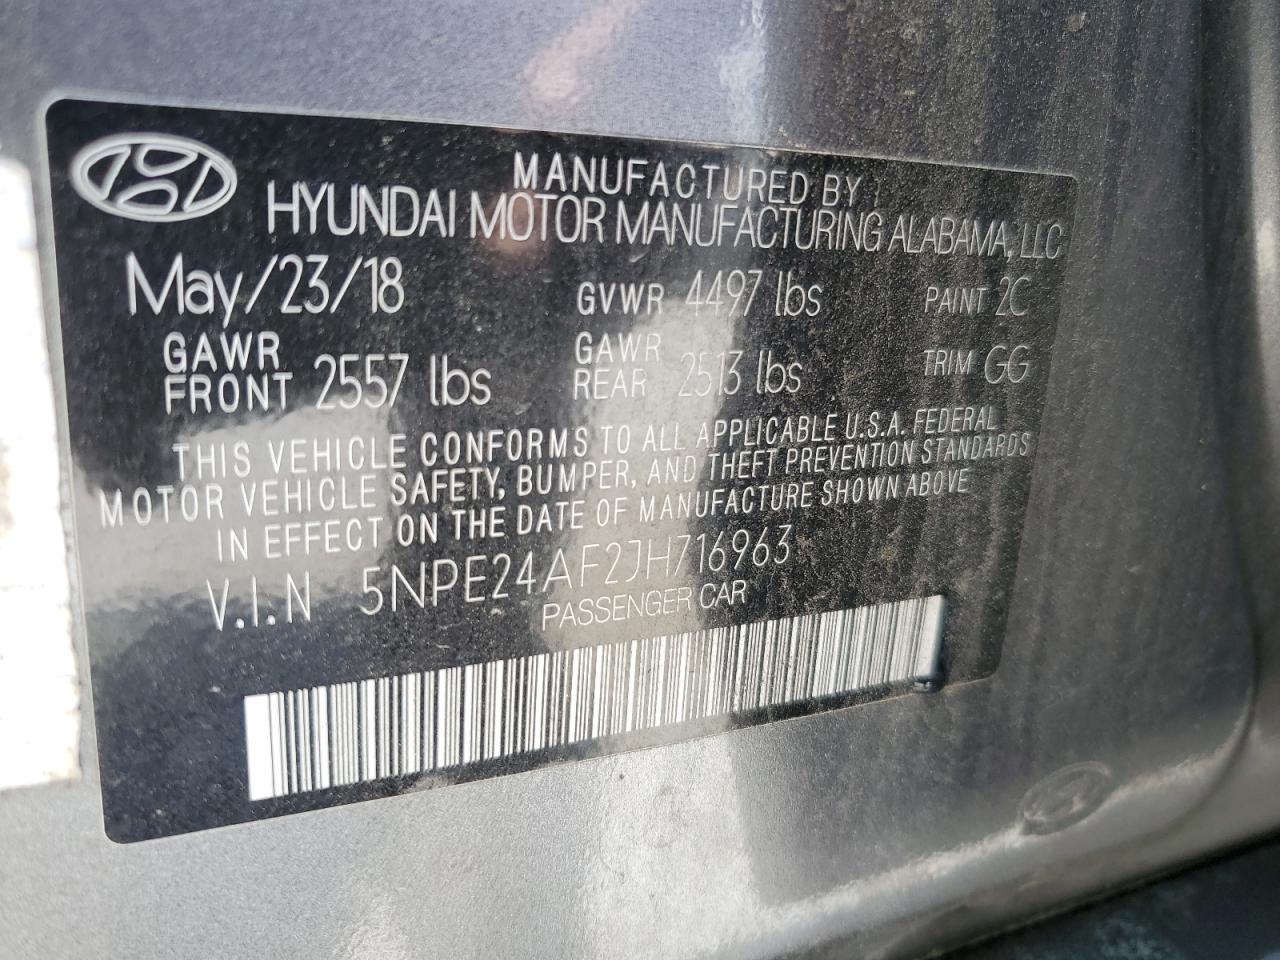 MANUFACTURED BY
HYUNDAI MOTOR MANUFACTURING ALABAMA, LLC
May/23/18 GVWR 4497 lbs PAINT 2C
GAWR FRONT 2557 lbs GAWR REAR 2513 lbs TRIM GG
THIS VEHICLE CONFORMS TO ALL APPLICABLE U.S.A. FEDERAL
MOTOR VEHICLE SAFETY, BUMPER, AND THEFT PREVENTION STANDARDS
IN EFFECT ON THE DATE OF MANUFACTURE SHOWN ABOVE
V.I.N 5NPE24AF2JH716963
PASSENGER CAR